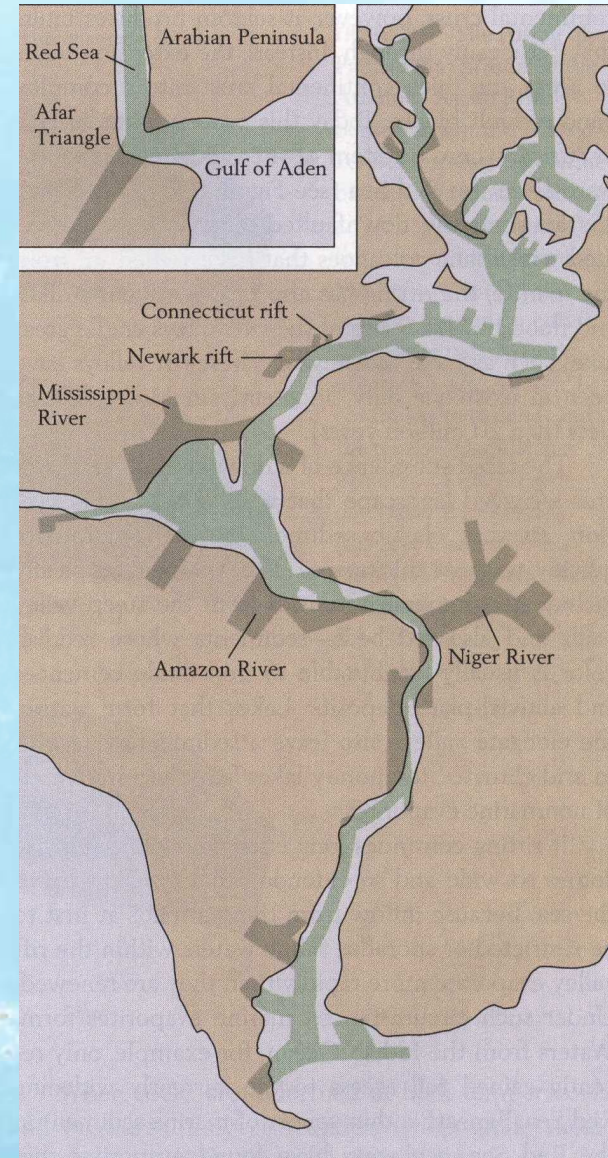 Red Sea
Arabian Peninsula
Afar
Triangle
Gulf of Aden
Connecticut rift
Newark rift
Mississippi
River
Amazon River
Niger River